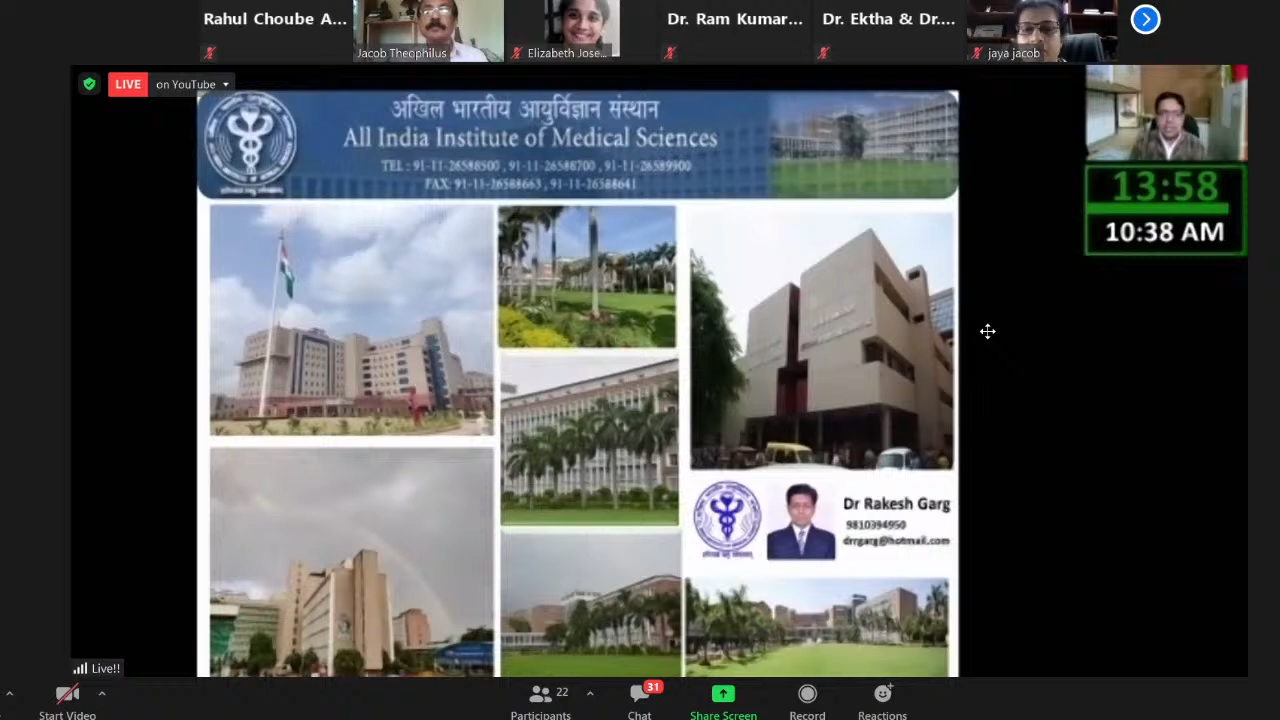 Rahul Choube A...
Jacob Theophilus
Elizabeth Jose...
Dr. Ram Kumar...
Dr. Ektha & Dr....
jaya jacob
LIVE on YouTube
अखिल भारतीय आयुर्विज्ञान संस्थान
All India Institute of Medical Sciences
TEL : 91-11-26588500 , 91-11-26588700 , 91-11-26589900
FAX: 91-11-26588663 , 91-11-26588641
13:58
10:38 AM
Dr Rakesh Garg
9810394950
drrgarg@hotmail.com
Live!!
Start Video
22
Participants
31
Chat
Share Screen
Record
Reactions